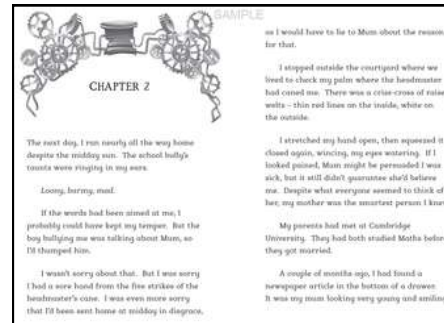 SAMPLE
CHAPTER 2
The next day, I ran nearly all the way home
despite the midday sun. The school bully's
taunts were ringing in my ears.
Loony, barmy, mad.
If the words had been aimed at me, I
probably could have kept my temper. But the
boy bullying me was talking about Mum, so
I'd thumped him.
I wasn't sorry about that. But I was sorry
I had a sore hand from the five strikes of the
headmaster's cane. I was even more sorry
that I'd been sent home at midday in disgrace,
as I would have to lie to Mum about the reason
for that.
I stopped outside the courtyard where we
lived to check my palm where the headmaster
had caned me. There was a criss-cross of raise
welts – thin red lines on the inside, white on
the outside.
I stretched my hand open, then squeezed it
closed again, wincing, my eyes watering. If I
looked pained, Mum might be persuaded I was
sick, but it still didn't guarantee she'd believe
me. Despite what everyone seemed to think of
her, my mother was the smartest person I knew
My parents had met at Cambridge
University. They had both studied Maths before
they got married.
A couple of months ago, I had found a
newspaper article in the bottom of a drawer.
It was my mum looking very young and smiling